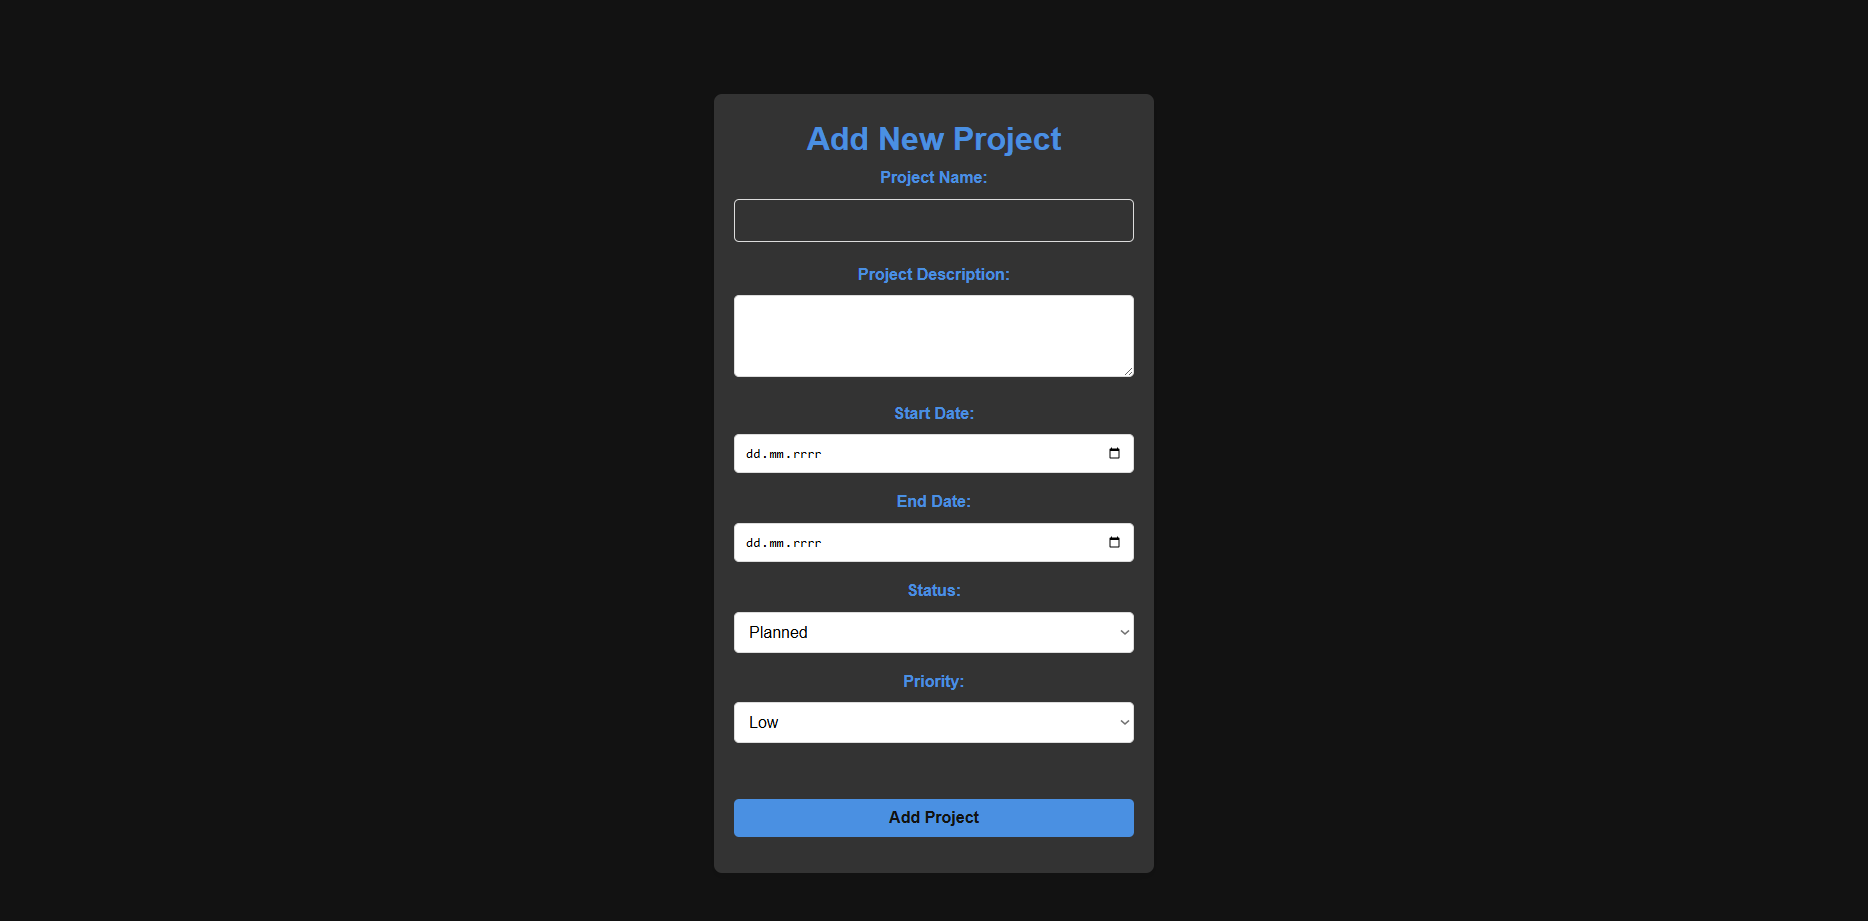 Add New Project
Project Name:
Project Description:
Start Date:
dd.mm.rrrr
End Date:
dd.mm.rrrr
Status:
Planned
Priority:
Low
Add Project